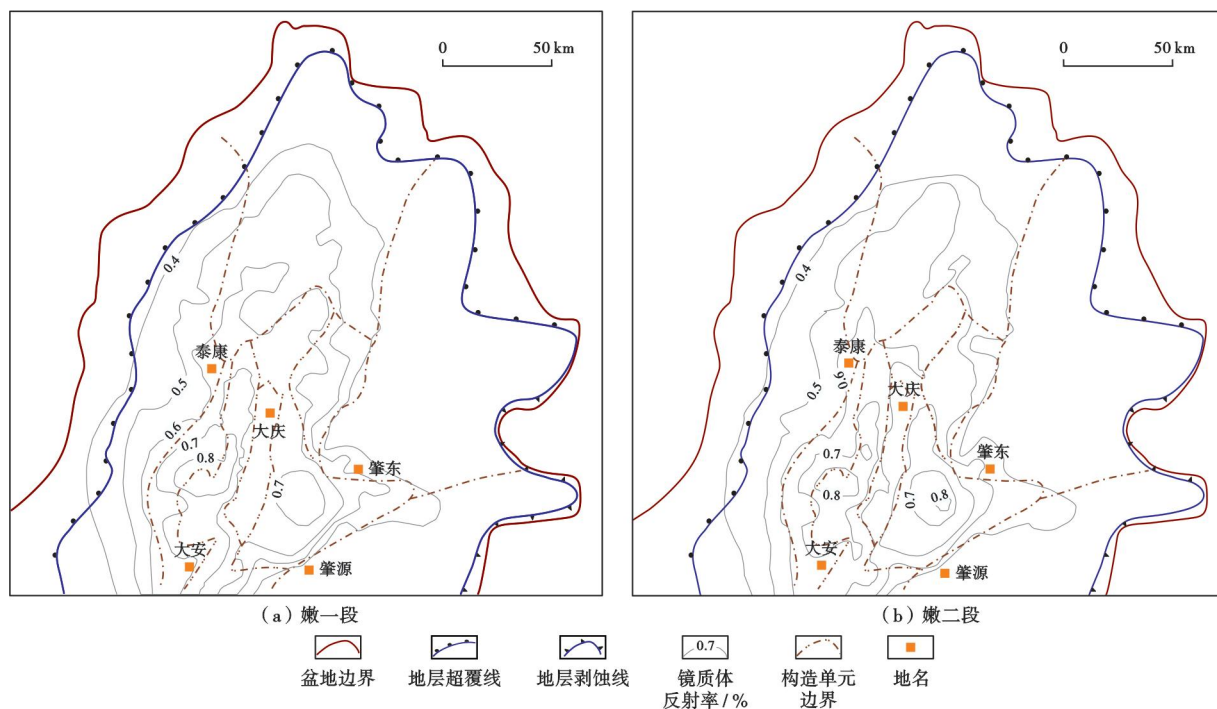 0 50 km
0.4
泰康
0.5
大庆
0.6
0.7
0.8
肇东
0.7
大安
肇源
(a)嫩一段
0 50 km
0.4
泰康
0.6
0.5
大庆
0.7
肇东
0.8
0.7
0.8
大安
肇源
(b)嫩二段
0.7
盆地边界
地层超覆线
地层剥蚀线
镜质体
反射率/%
构造单元
边界
地名